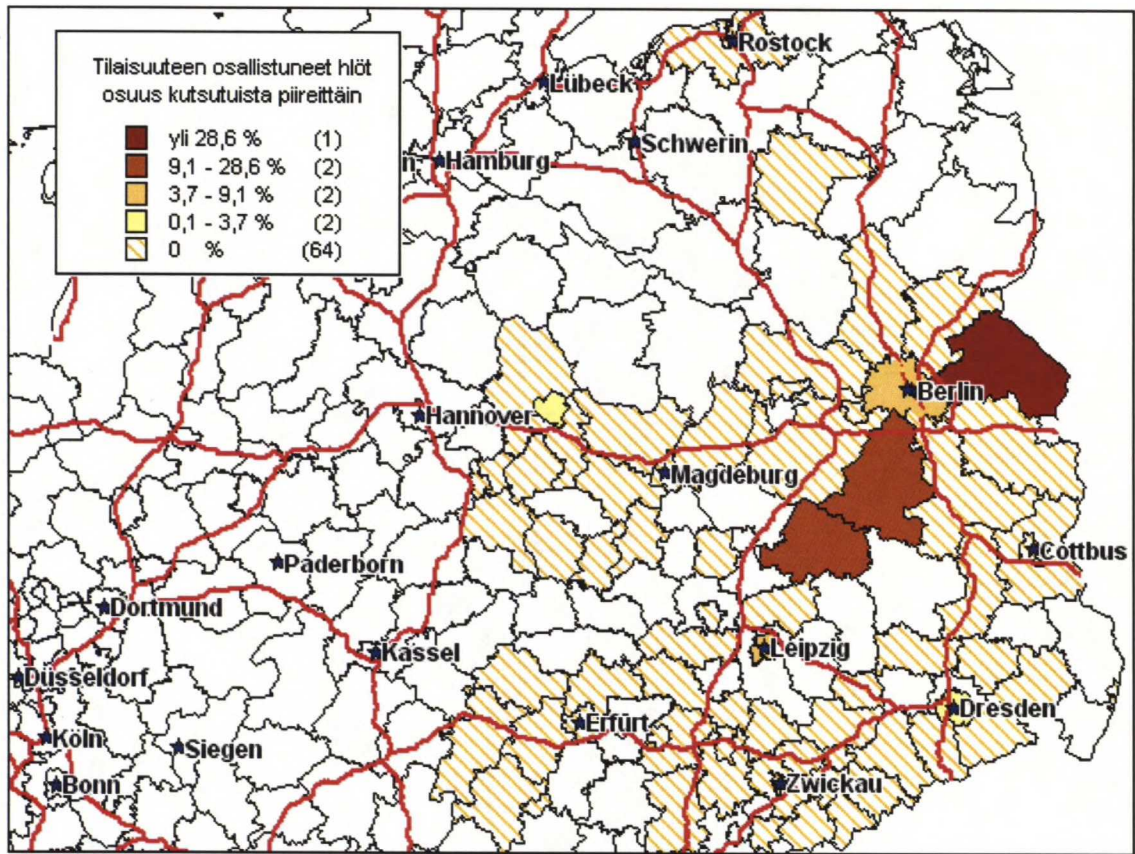 Tilaisuuteen osallistuneet hlöt
osuus kutsutuista piireittäin
yli 28,6 % (1)
9,1 - 28,6 % (2)
3,7 - 9,1 % (2)
0,1 - 3,7 % (2)
0 % (64)
Rostock
Lübeck
Schwerin
n Hamburg
Berlin
Hannover
Magdeburg
Cottbus
Paderborn
Dortmund
Leipzig
Kassel
Düsseldorf
Dresden
Erfurt
Köln
Siegen
Bonn
Zwickau